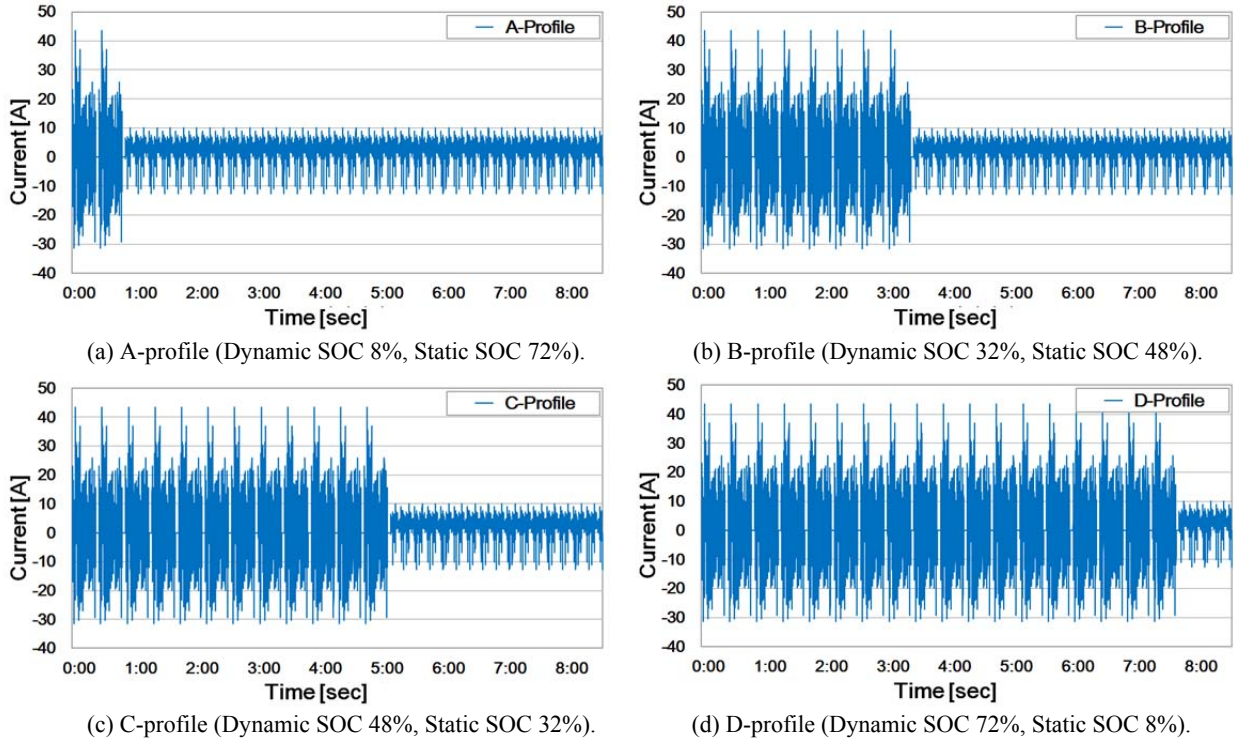 50
40
30
20
10
0
-10
-20
-30
-40
Current [A]
A-Profile
0:00 1:00 2:00 3:00 4:00 5:00 6:00 7:00 8:00
Time [sec]
(a) A-profile (Dynamic SOC 8%, Static SOC 72%).
50
40
30
20
10
0
-10
-20
-30
-40
Current [A]
B-Profile
0:00 1:00 2:00 3:00 4:00 5:00 6:00 7:00 8:00
Time [sec]
(b) B-profile (Dynamic SOC 32%, Static SOC 48%).
50
40
30
20
10
0
-10
-20
-30
-40
Current [A]
C-Profile
0:00 1:00 2:00 3:00 4:00 5:00 6:00 7:00 8:00
Time [sec]
(c) C-profile (Dynamic SOC 48%, Static SOC 32%).
50
40
30
20
10
0
-10
-20
-30
-40
Current [A]
D-Profile
0:00 1:00 2:00 3:00 4:00 5:00 6:00 7:00 8:00
Time [sec]
(d) D-profile (Dynamic SOC 72%, Static SOC 8%).